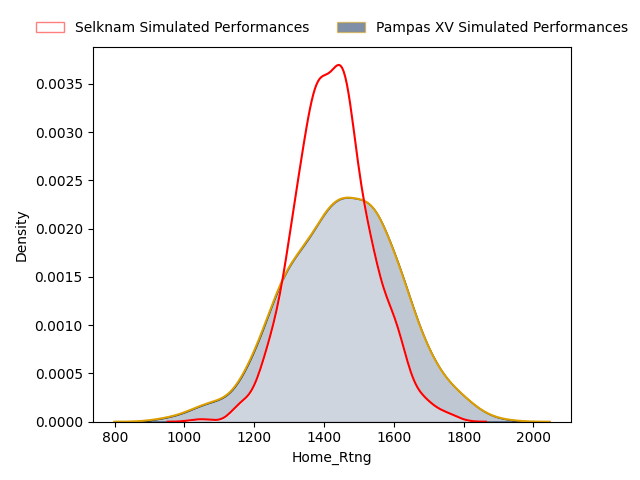 Selknam Simulated Performances
Pampas XV Simulated Performances
0.0035
0.0030
0.0025
0.0020
0.0015
0.0010
0.0005
0.0000
Density
800 1000 1200 1400 1600 1800 2000
Home_Rtng